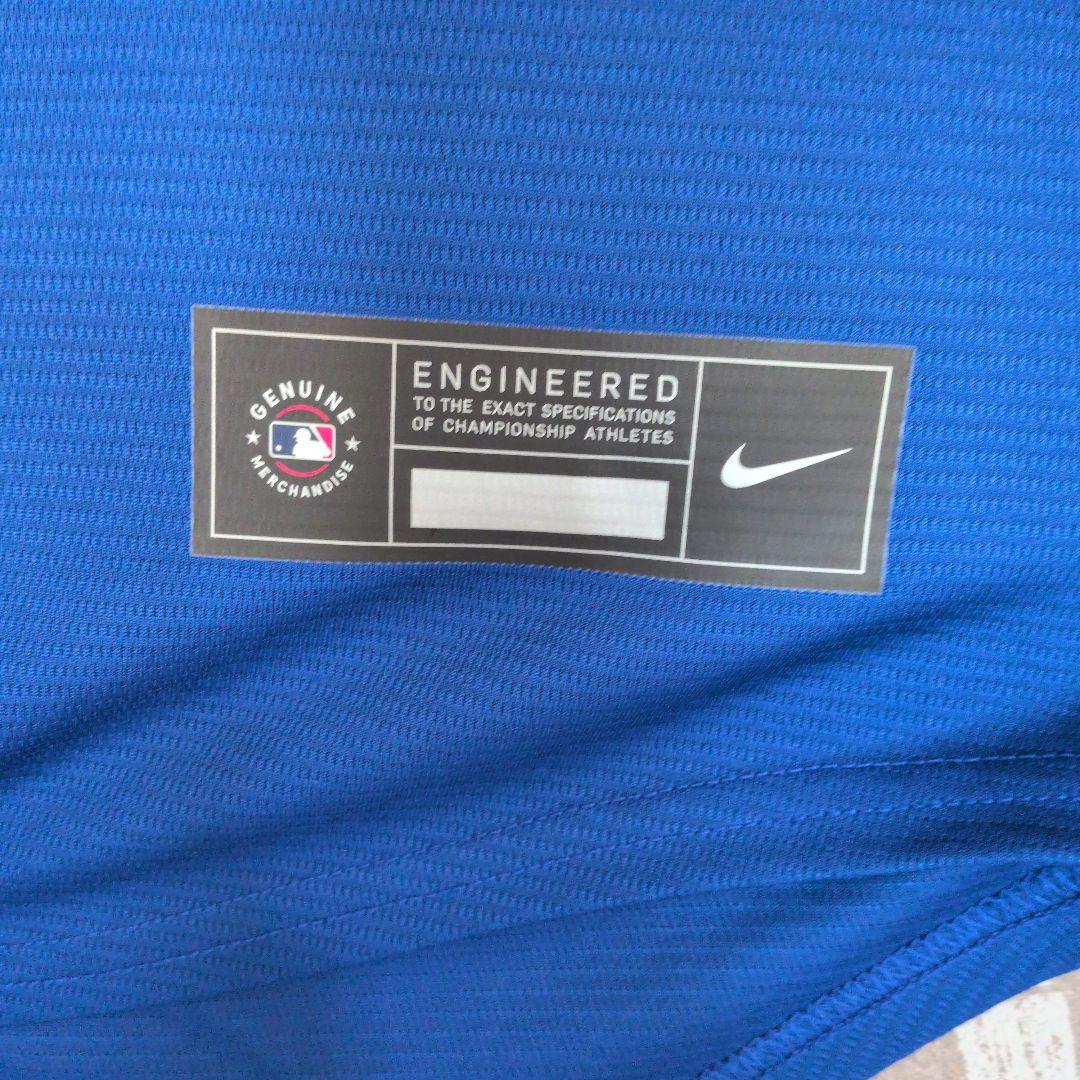 GENUINE
MERCHANDISE
ENGINEERED
TO THE EXACT SPECIFICATIONS
OF CHAMPIONSHIP ATHLETES